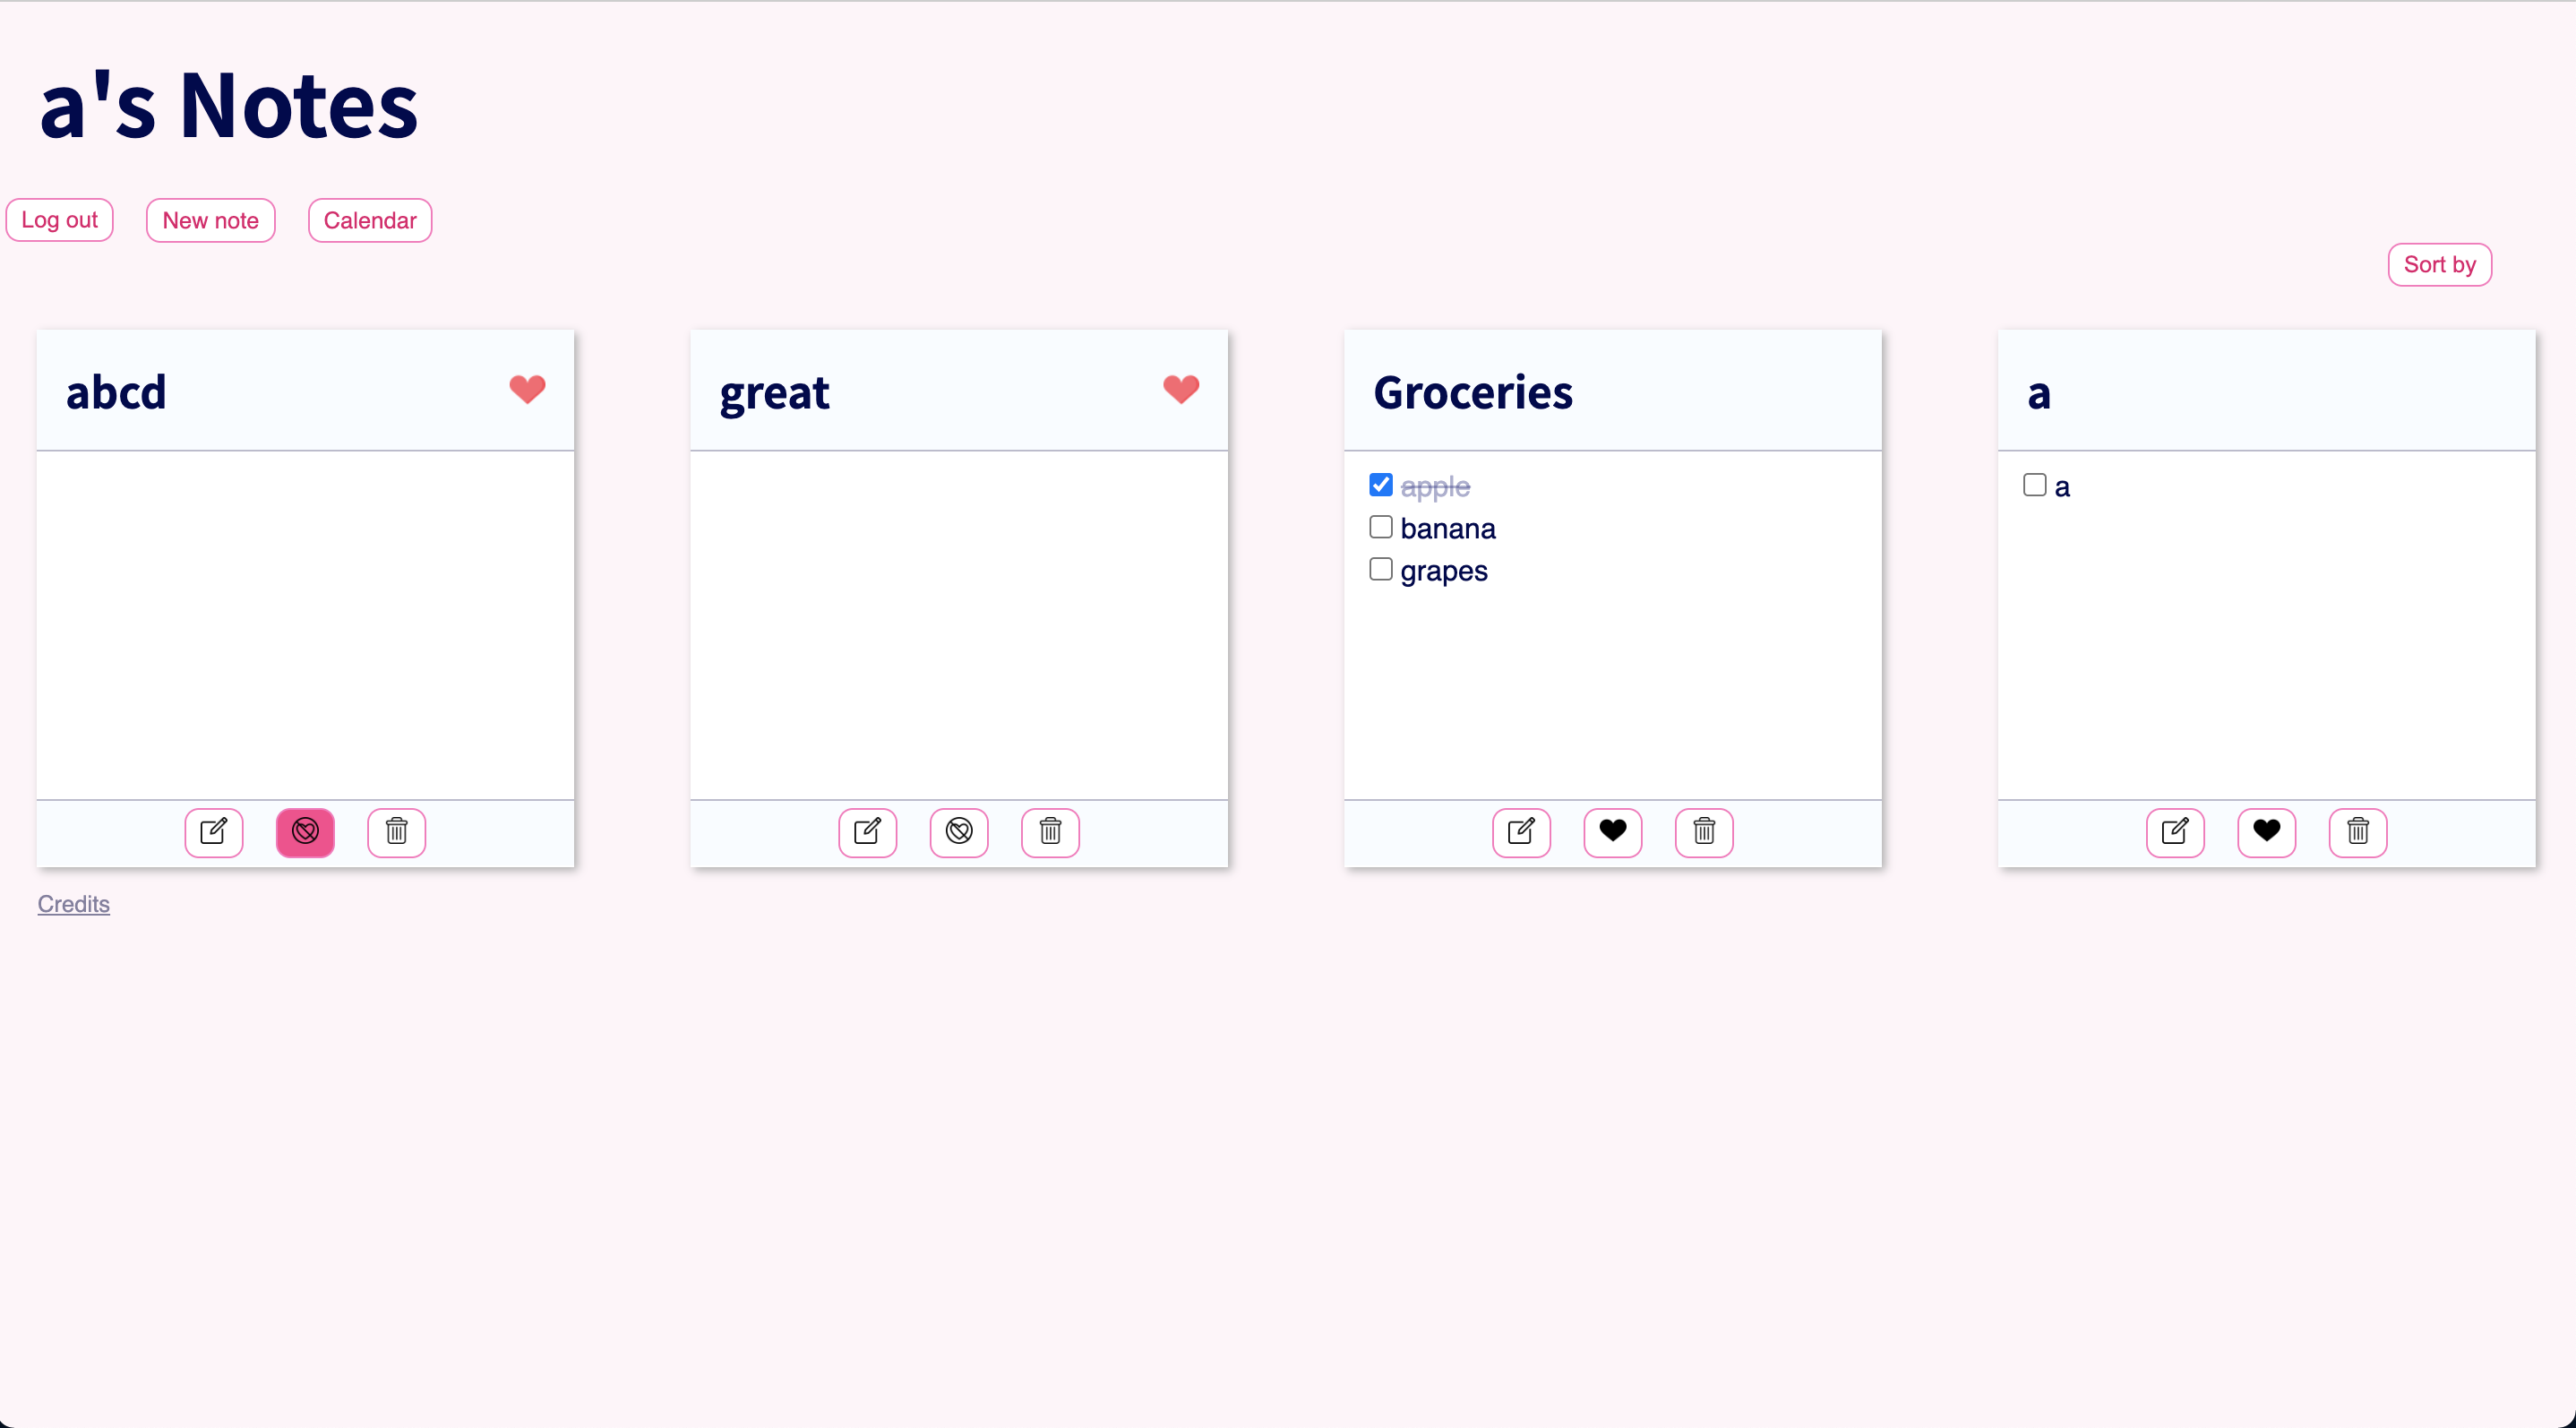 a's Notes
Log out New note Calendar
Sort by
abcd
great
Groceries
apple
banana
grapes
a
a
Credits